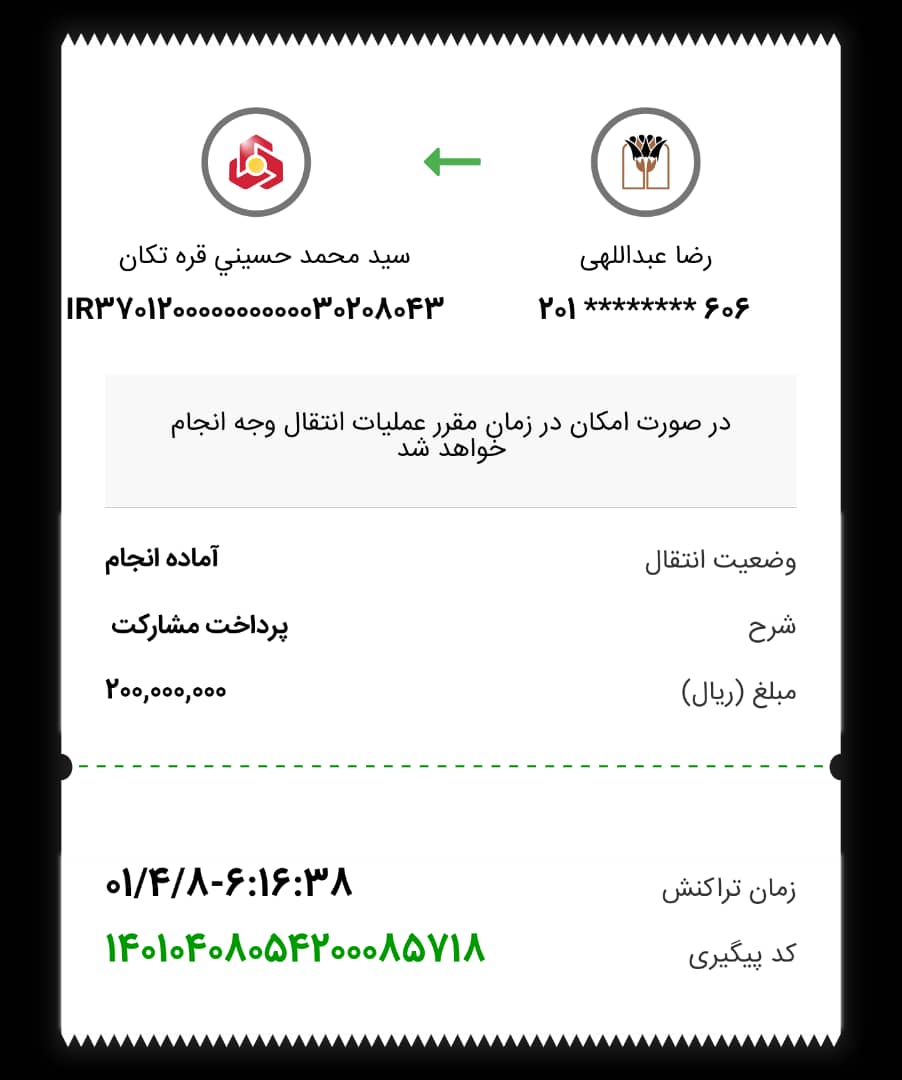 رضا عبداللهی
سيد محمد حسيني قره تکان
۲۰۱ ******** ۶۰۶
IR۳۷۰۱۲۰۰۰۰۰۰۰۰۰۰۰۰۳۰۲۰۸۰۴۳
در صورت امکان در زمان مقرر عملیات انتقال وجه انجام
خواهد شد
وضعیت انتقال آماده انجام
شرح پرداخت مشارکت
مبلغ (ریال) ۲۰۰,۰۰۰,۰۰۰
زمان تراکنش ۰۱/۴/۸-۶:۱۶:۳۸
کد پیگیری ۱۴۰۱۰۴۰۸۰۵۴۲۰۰۰۸۵۷۱۸